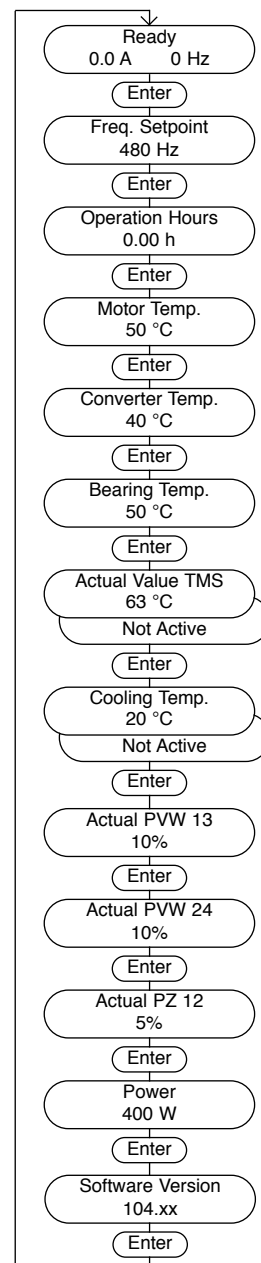 Ready
0.0 A 0 Hz
Enter
Freq. Setpoint
480 Hz
Enter
Operation Hours
0.00 h
Enter
Motor Temp.
50 °C
Enter
Converter Temp.
40 °C
Enter
Bearing Temp.
50 °C
Enter
Actual Value TMS
63 °C
Not Active
Enter
Cooling Temp.
20 °C
Not Active
Enter
Actual PVW 13
10%
Enter
Actual PVW 24
10%
Enter
Actual PZ 12
5%
Enter
Power
400 W
Enter
Software Version
104.xx
Enter